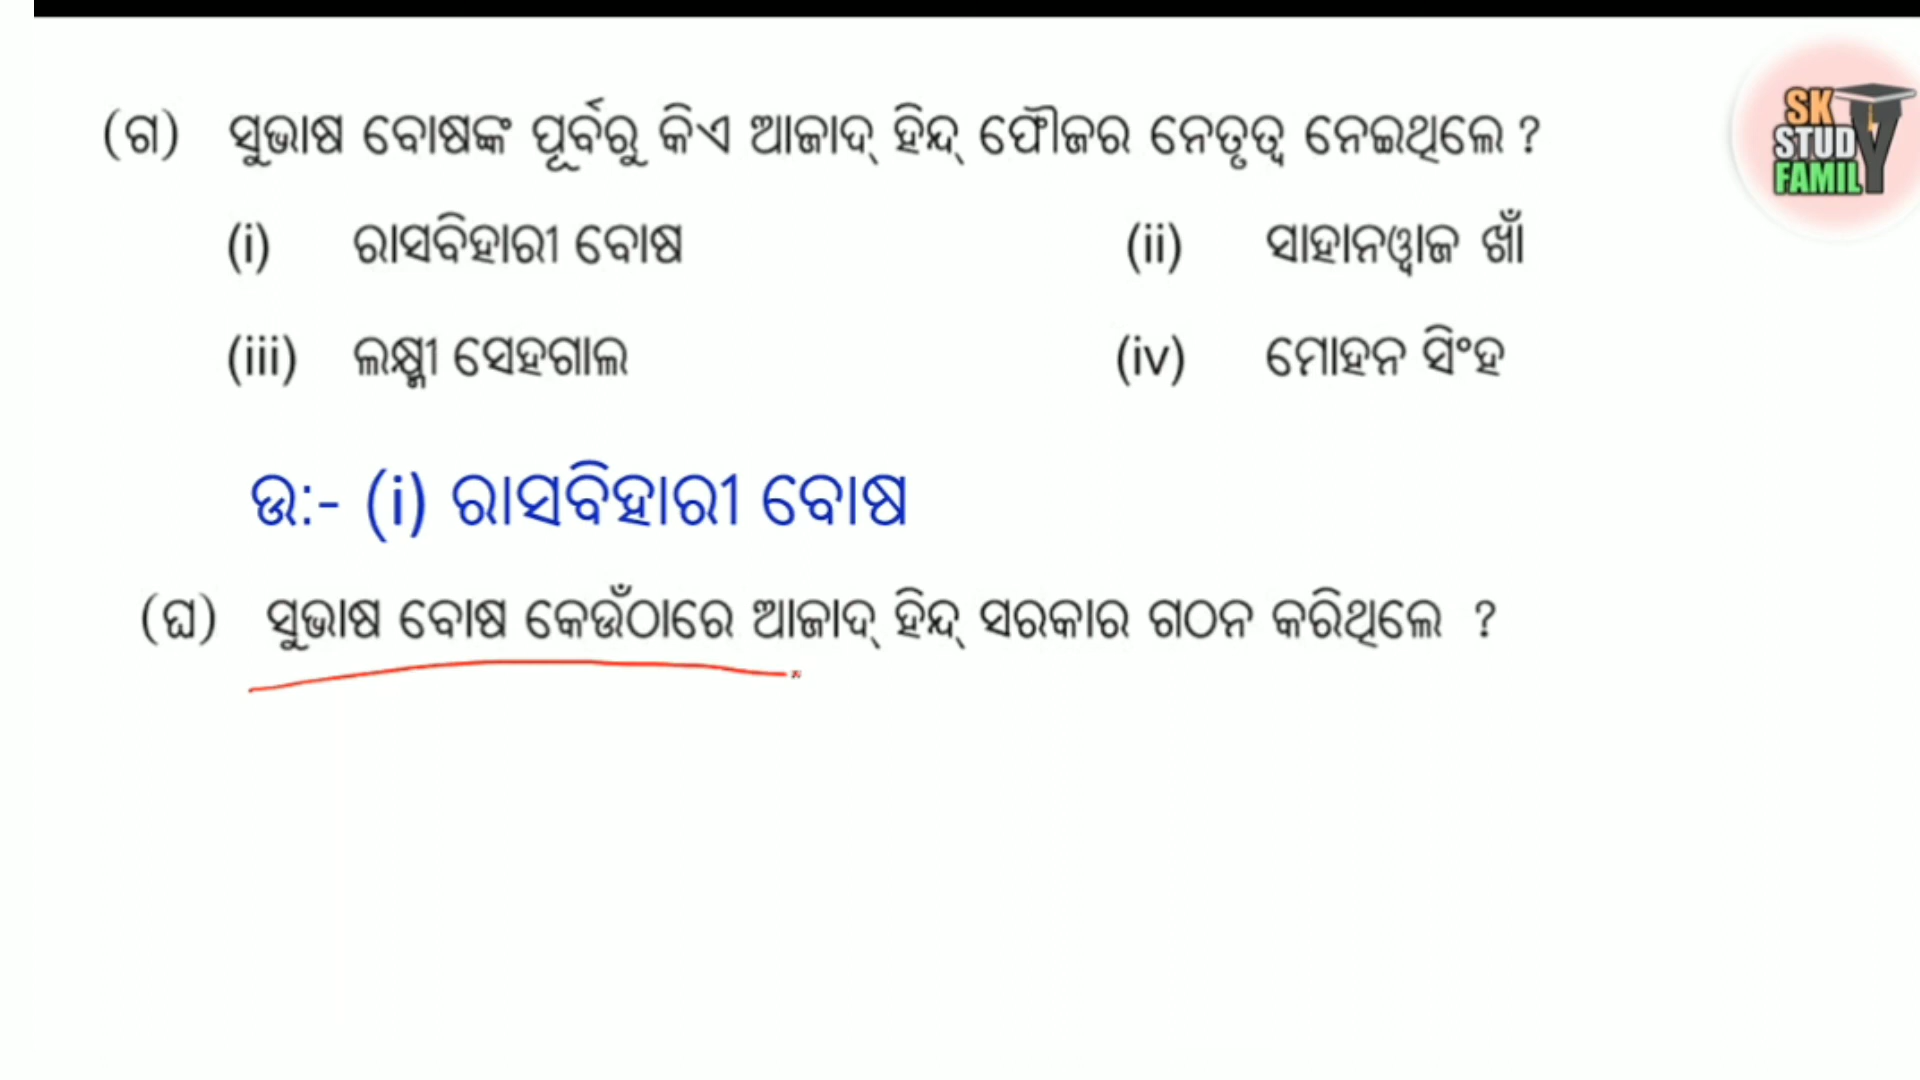 (ଗ) ସୁଭାଷ ବୋଷଙ୍କ ପୂର୍ବରୁ କିଏ ଆଜାଦ୍ ହିନ୍ଦ୍ ଫୌଜର ନେତୃତ୍ୱ ନେଇଥିଲେ ?
(i) ରାସବିହାରୀ ବୋଷ (ii) ସାହାନୱାଜ ଖାଁ
(iii) ଲକ୍ଷ୍ମୀ ସେହଗାଲ (iv) ମୋହନ ସିଂହ
ଉ:- (i) ରାସବିହାରୀ ବୋଷ
(ଘ) ସୁଭାଷ ବୋଷ କେଉଁଠାରେ ଆଜାଦ୍ ହିନ୍ଦ୍ ସରକାର ଗଠନ କରିଥିଲେ ?
SK
STUDY
FAMILY